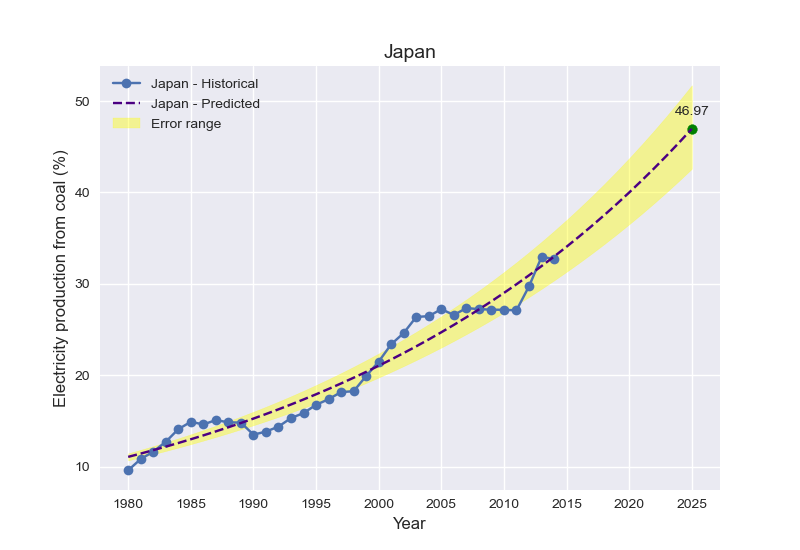 Japan
Japan - Historical
Japan - Predicted
Error range
46.97
50
40
30
20
10
Electricity production from coal (%)
1980 1985 1990 1995 2000 2005 2010 2015 2020 2025
Year